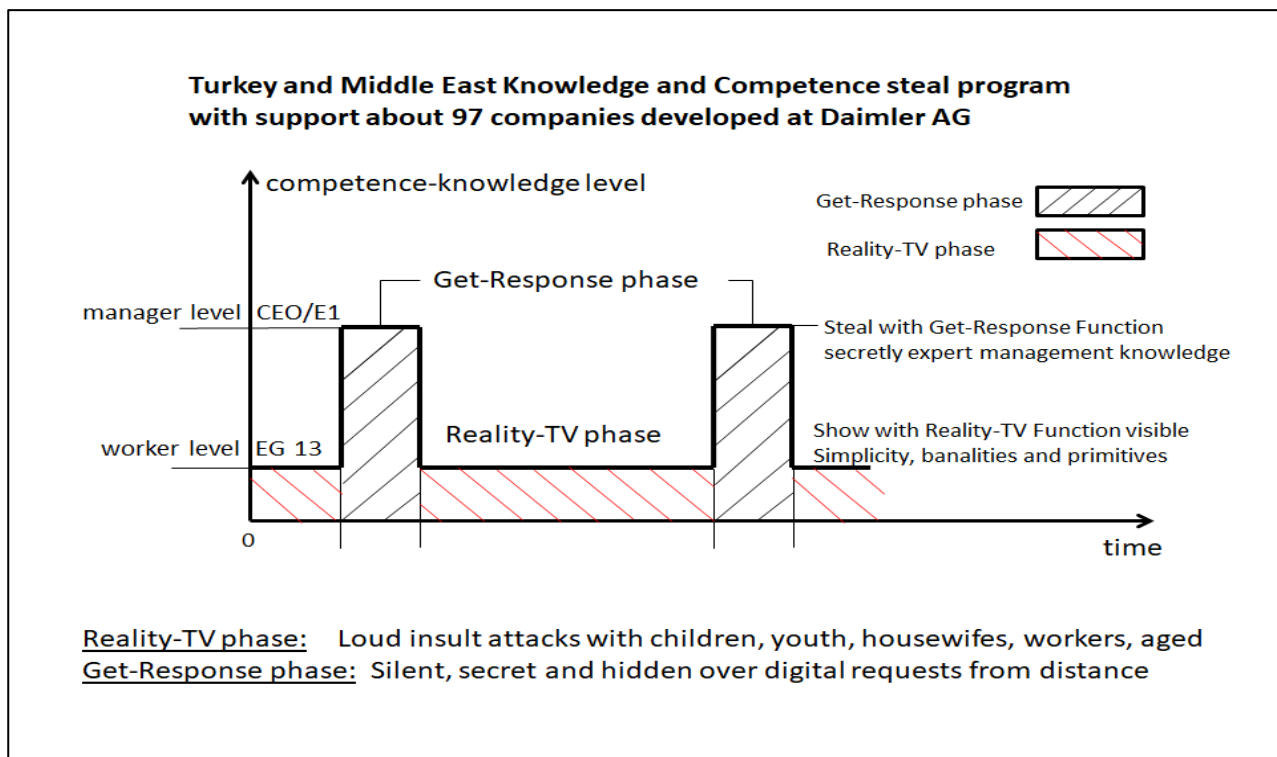 Turkey and Middle East Knowledge and Competence steal program
with support about 97 companies developed at Daimler AG
competence-knowledge level
Get-Response phase
Reality-TV phase
Get-Response phase
manager level CEO/E1
Steal with Get-Response Function
secretly expert management knowledge
Reality-TV phase
worker level EG 13
Show with Reality-TV Function visible
Simplicity, banalities and primitives
0
time
Reality-TV phase: Loud insult attacks with children, youth, housewifes, workers, aged
Get-Response phase: Silent, secret and hidden over digital requests from distance